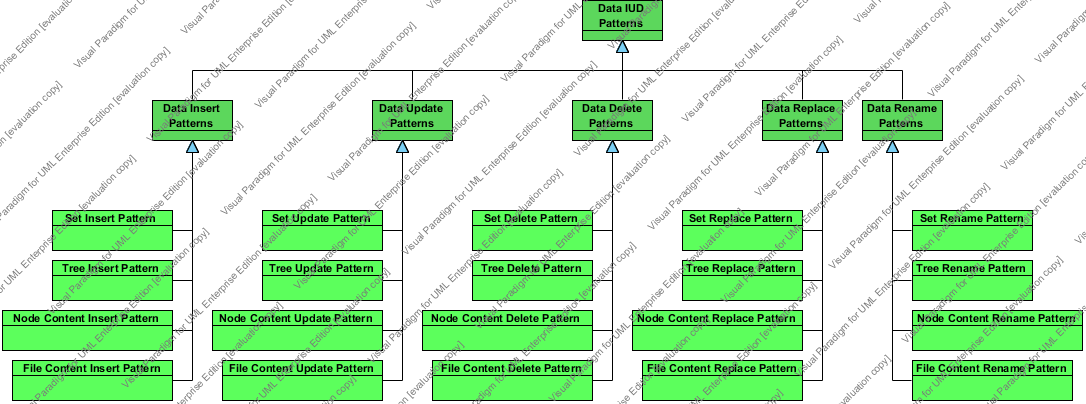 Data IUD
Patterns
Data Insert
Patterns
Data Update
Patterns
Data Delete
Patterns
Data Replace
Patterns
Data Rename
Patterns
Set Insert Pattern
Set Update Pattern
Set Delete Pattern
Set Replace Pattern
Set Rename Pattern
Tree Insert Pattern
Tree Update Pattern
Tree Delete Pattern
Tree Replace Pattern
Tree Rename Pattern
Node Content Insert Pattern
Node Content Update Pattern
Node Content Delete Pattern
Node Content Replace Pattern
Node Content Rename Pattern
File Content Insert Pattern
File Content Update Pattern
File Content Delete Pattern
File Content Replace Pattern
File Content Rename Pattern
Visual Paradigm for UML Enterprise Edition [evaluation copy]